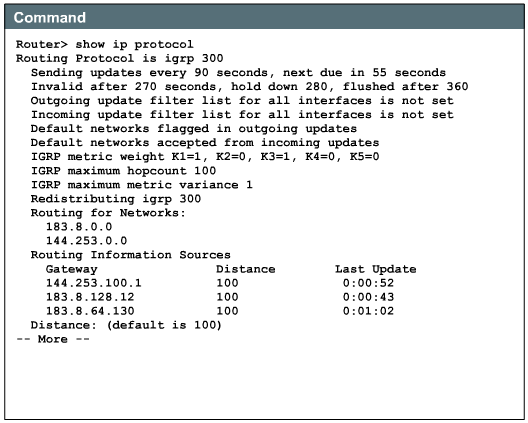 Command
Router> show ip protocol
Routing Protocol is igrp 300
Sending updates every 90 seconds, next due in 55 seconds
Invalid after 270 seconds, hold down 280, flushed after 360
Outgoing update filter list for all interfaces is not set
Incoming update filter list for all interfaces is not set
Default networks flagged in outgoing updates
Default networks accepted from incoming updates
IGRP metric weight K1=1, K2=0, K3=1, K4=0, K5=0
IGRP maximum hopcount 100
IGRP maximum metric variance 1
Redistributing igrp 300
Routing for Networks:
183.8.0.0
144.253.0.0
Routing Information Sources
Gateway Distance Last Update
144.253.100.1 100 0:00:52
183.8.128.12 100 0:00:43
183.8.64.130 100 0:01:02
Distance: (default is 100)
-- More --